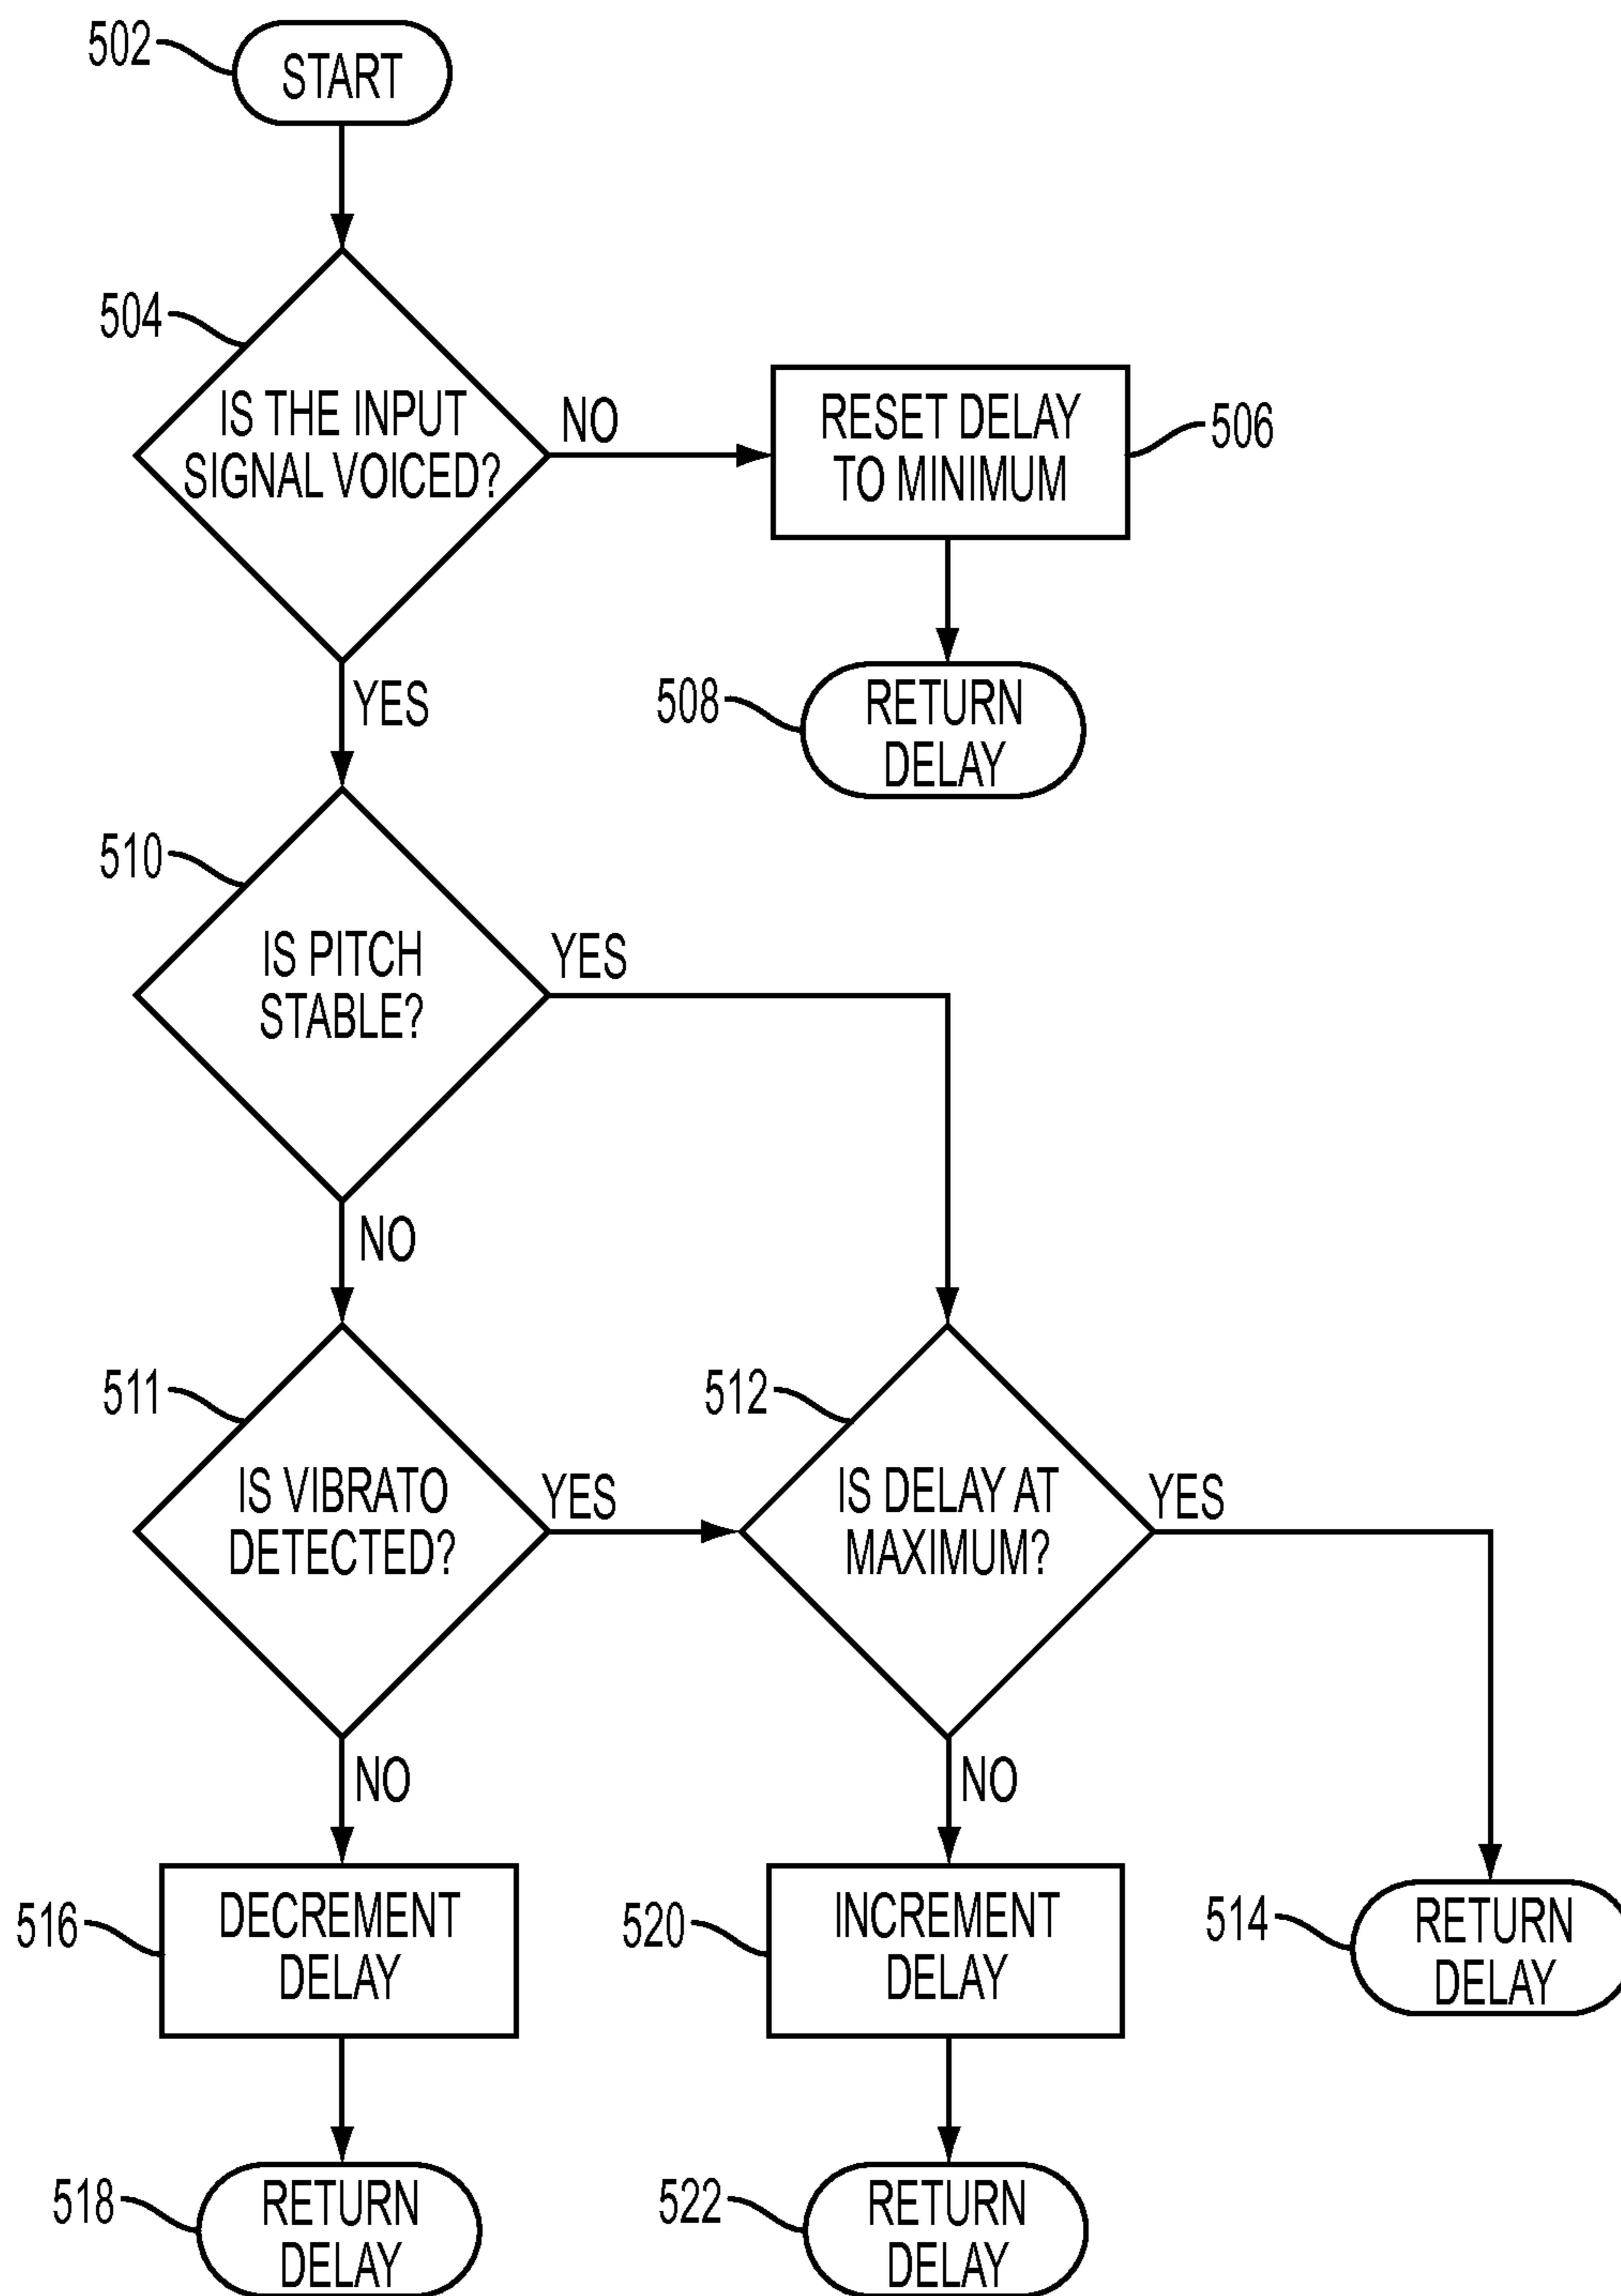 502
START
504
IS THE INPUT
SIGNAL VOICED?
NO
RESET DELAY
TO MINIMUM
506
YES
508
RETURN
DELAY
510
IS PITCH
STABLE?
YES
NO
511
IS VIBRATO
DETECTED?
YES
512
IS DELAY AT
MAXIMUM?
YES
NO
NO
516
DECREMENT
DELAY
520
INCREMENT
DELAY
514
RETURN
DELAY
518
RETURN
DELAY
522
RETURN
DELAY